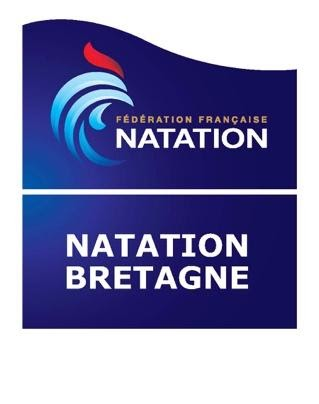 FÉDÉRATION FRANÇAISE
NATATION
NATATION
BRETAGNE